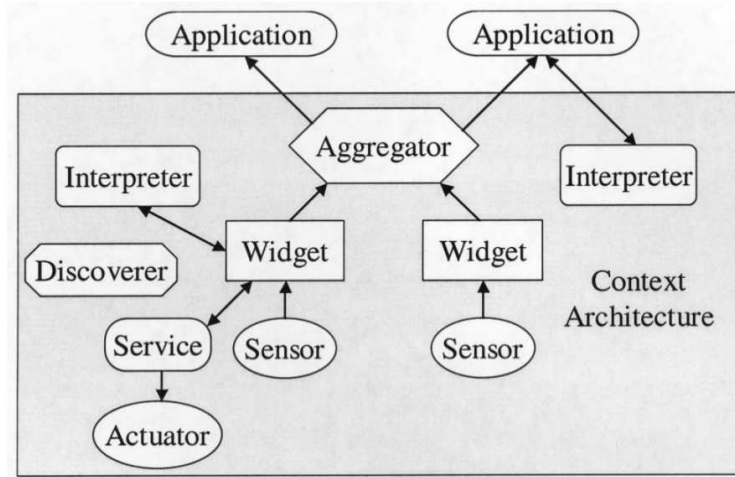 Application
Application
Aggregator
Interpreter
Interpreter
Widget
Widget
Discoverer
Context
Architecture
Service
Sensor
Sensor
Actuator